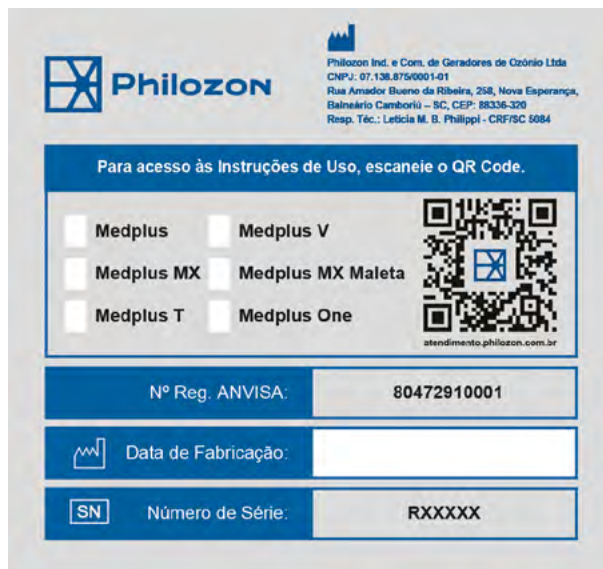 Philozon
Philozon Ind. e Com. de Geradores de Ozônio Ltda
CNPJ: 07.138.875/0001-01
Rua Amador Bueno da Ribeira, 258, Nova Esperança,
Balneário Camboriú – SC, CEP: 88336-320
Resp. Téc.: Letícia M. B. Philippi - CRF/SC 5084
Para acesso às Instruções de Uso, escaneie o QR Code.
Medplus
Medplus V
Medplus MX
Medplus MX Maleta
Medplus T
Medplus One
atendimento.philozon.com.br
Nº Reg. ANVISA:
80472910001
Data de Fabricação:
SN
Número de Série:
RXXXXX